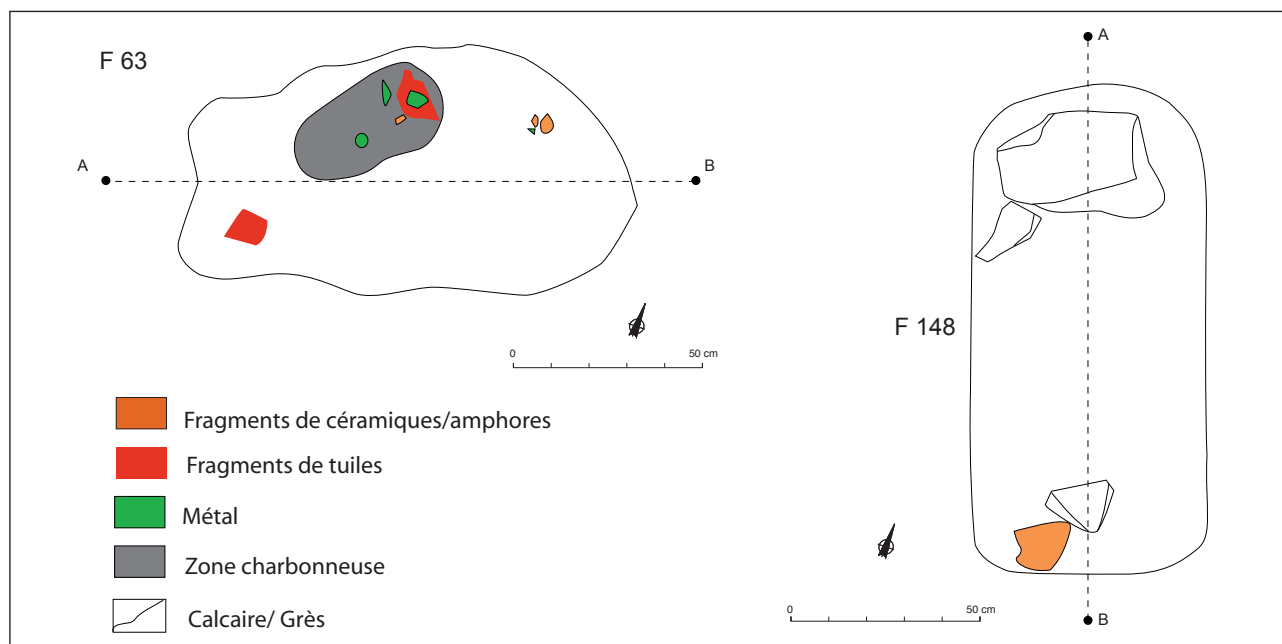 F 63
A
B
0
50 cm
Fragments de céramiques/amphores
Fragments de tuiles
Métal
Zone charbonneuse
Calcaire/ Grès
A
F 148
0
50 cm
B